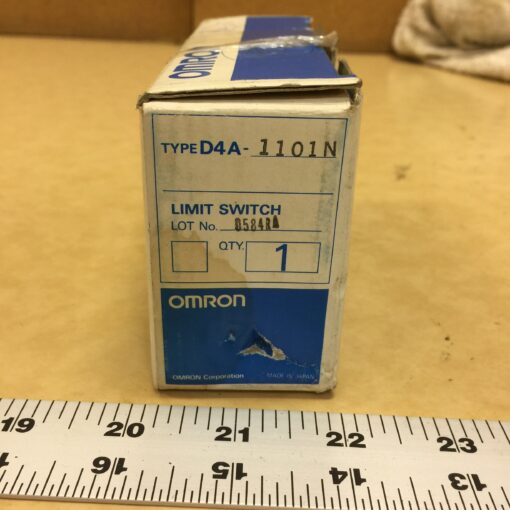 OMRON
TYPE D4A-1101N
LIMIT SWITCH
LOT No.
QTY. 1
OMRON
OMRON Corporation MADE IN JAPAN
19 20 21 22 23
16 15 14 13